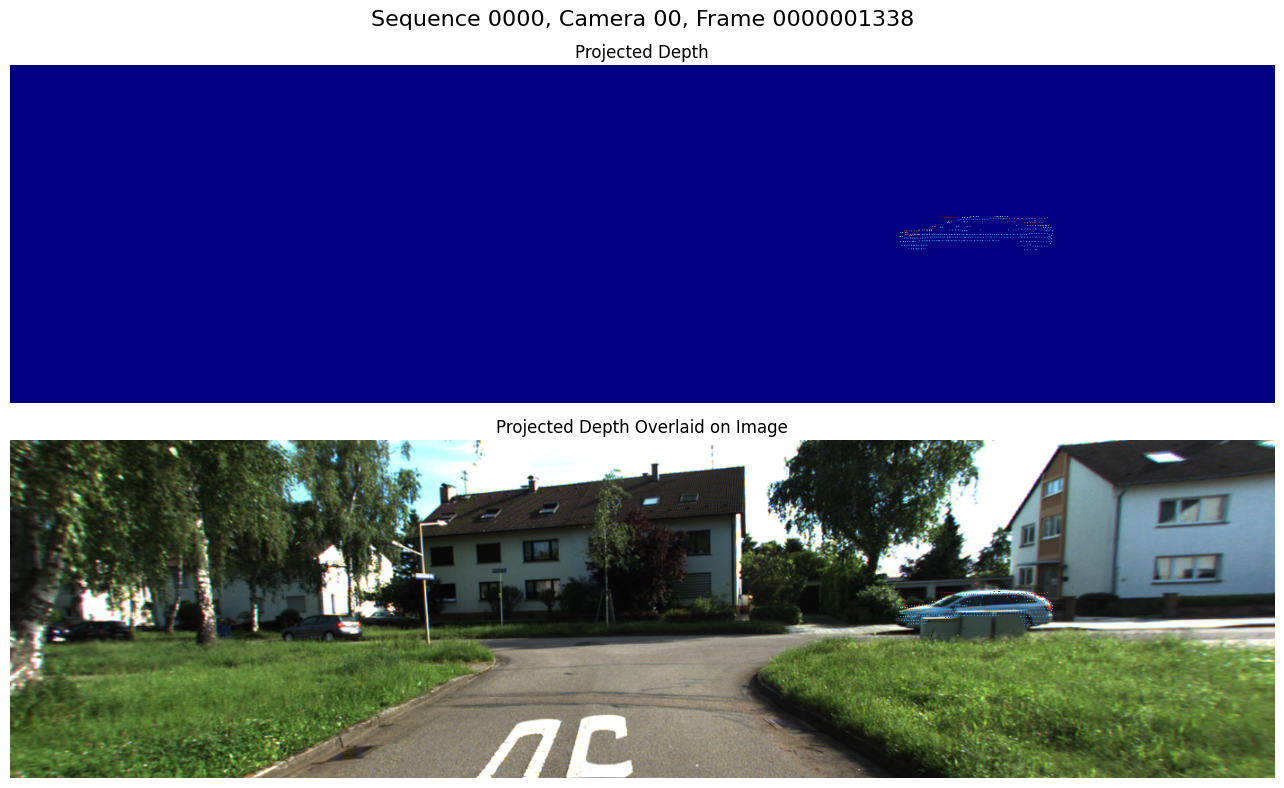 Sequence 0000, Camera 00, Frame 0000001338
Projected Depth
Projected Depth Overlaid on Image